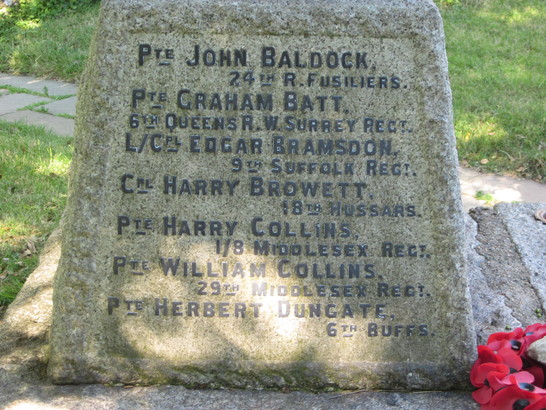 PTE JOHN BALDOCK,
24TH R. FUSILIERS.
PTE GRAHAM BATT.
6TH QUEENS R.W. SURREY REGT.
L/CPL EDGAR BRAMSDON,
9TH SUFFOLK REGT.
CPL HARRY BROWETT,
18TH HUSSARS.
PTE HARRY COLLINS,
1/8 MIDDLESEX REGT.
PTE WILLIAM COLLINS,
29TH MIDDLESEX REGT.
PTE HERBERT DUNGATE,
6TH BUFFS.